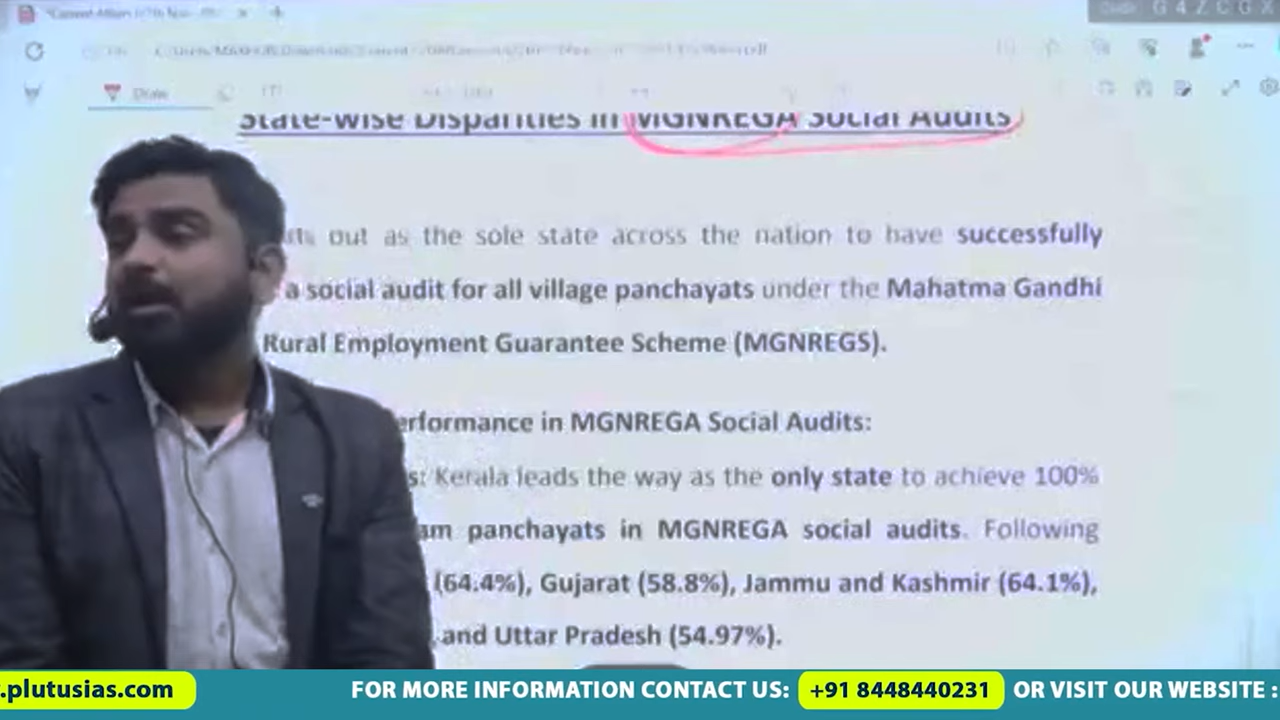 Draw
State-wise Disparities in MGNREGA Social Audits
out as the sole state across the nation to have successfully
a social audit for all village panchayats under the Mahatma Gandhi
Rural Employment Guarantee Scheme (MGNREGS).
erformance in MGNREGA Social Audits:
s: Kerala leads the way as the only state to achieve 100%
am panchayats in MGNREGA social audits. Following
(64.4%), Gujarat (58.8%), Jammu and Kashmir (64.1%),
and Uttar Pradesh (54.97%).
.plutusias.com FOR MORE INFORMATION CONTACT US: +91 8448440231 OR VISIT OUR WEBSITE :